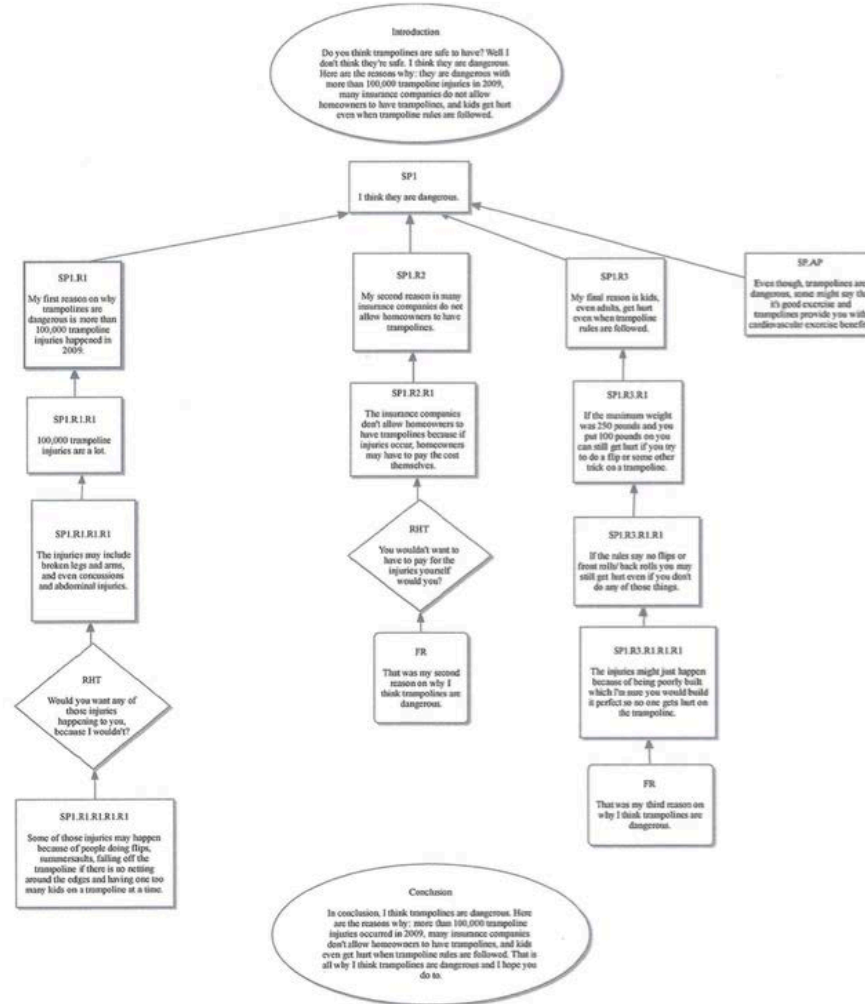 Introduction
Do you think trampolines are safe to have? Well I
don't think they're safe. I think they are dangerous.
Here are the reasons why: they are dangerous with
more than 100,000 trampoline injuries in 2009,
many insurance companies do not allow
homeowners to have trampolines, and kids get hurt
even when trampoline rules are followed.
SP1
I think they are dangerous.
SP1.R1
My first reason on why
trampolines are
dangerous is more than
100,000 trampoline
injuries happened in
2009.
SP1.R1.R1
100,000 trampoline
injuries are a lot.
SP1.R1.R1.R1
The injuries may include
broken legs and arms,
and even concussions
and abdominal injuries.
RHT
Would you want any of
those injuries
happening to you,
because I wouldn't?
SP1.R1.R1.R1.R1
Some of those injuries may happen
because of people doing flips,
summersaults, falling off the
trampoline if there is no netting
around the edges and having one too
many kids on a trampoline at a time.
SP1.R2
My second reason is many
insurance companies do not
allow homeowners to have
trampolines.
SP1.R2.R1
The insurance companies
don't allow homeowners to
have trampolines because if
injuries occur, homeowners
may have to pay the cost
themselves.
RHT
You wouldn't want to
have to pay for the
injuries yourself
would you?
FR
That was my second
reason on why I
think trampolines are
dangerous.
SP1.R3
My final reason is kids,
even adults, get hurt
even when trampoline
rules are followed.
SP1.R3.R1
If the maximum weight
was 250 pounds and you
put 100 pounds on you
can still get hurt if you try
to do a flip or some other
trick on a trampoline.
SP1.R3.R1.R1
If the rules say no flips or
front rolls/ back rolls you may
still get hurt even if you don't
do any of those things.
SP1.R3.R1.R1.R1
The injuries might just happen
because of being poorly built
which I'm sure you would build
it perfect so no one gets hurt on
the trampoline.
FR
That was my third reason on
why I think trampolines are
dangerous.
SP.AP
Even though, trampolines are
dangerous, some might say that
it's good exercise and
trampolines provide you with
cardiovascular exercise
Conclusion
In conclusion, I think trampolines are dangerous. Here
are the reasons why: more than 100,000 trampoline
injuries occurred in 2009, many insurance companies
don't allow homeowners to have trampolines, and kids
even get hurt when trampoline rules are followed. That is
all why I think trampolines are dangerous and I hope you
do to.